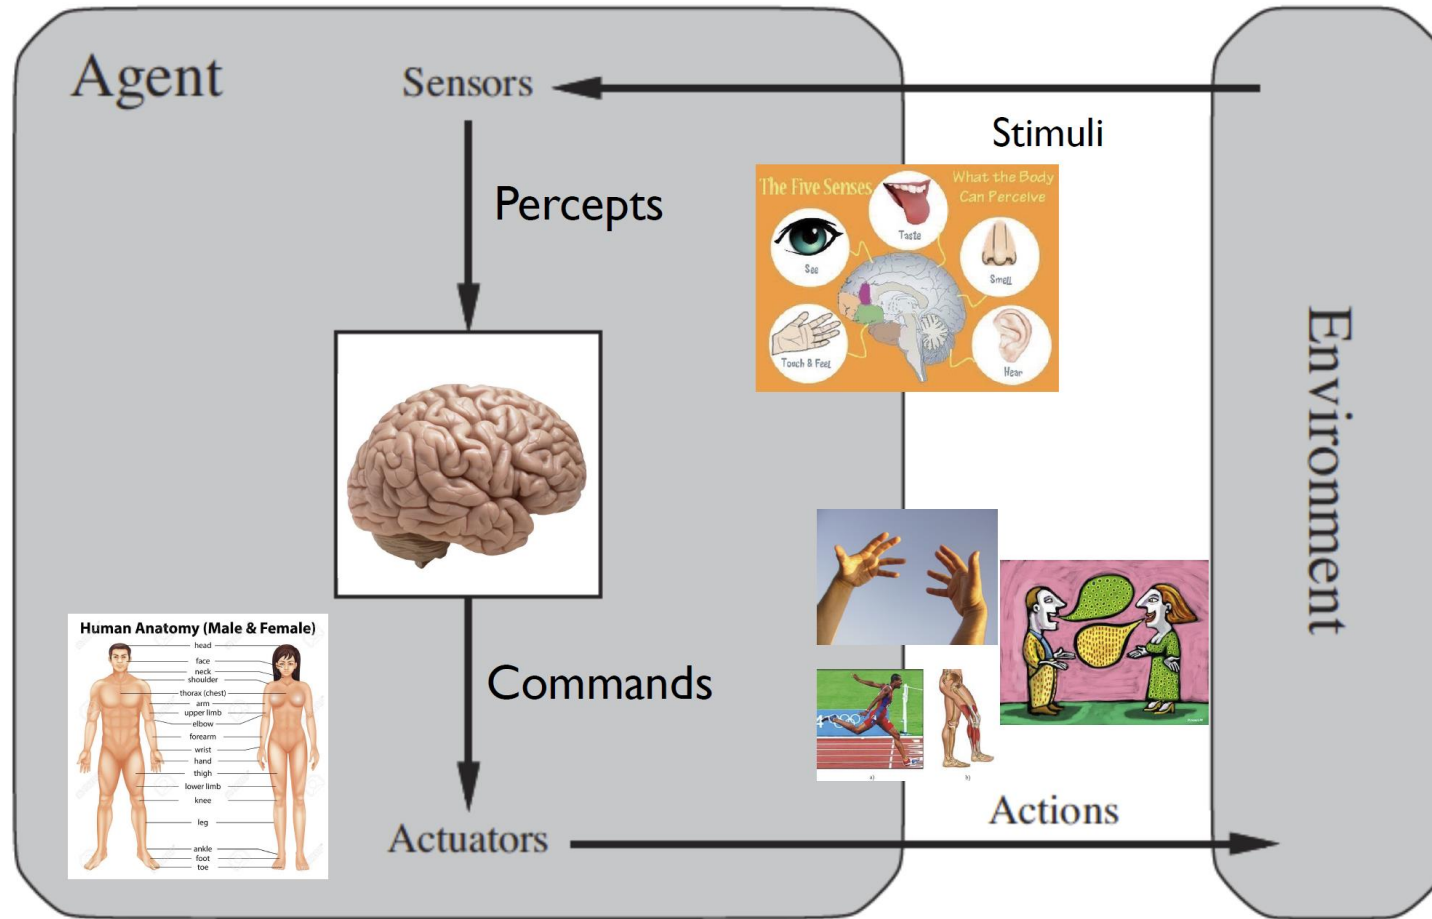 Agent
Sensors
Stimuli
Percepts
The Five Senses
What the Body
Can Perceive
Taste
See
Smell
Touch & Feel
Hear
Environment
Human Anatomy (Male & Female)
head
face
neck
shoulder
thorax (chest)
arm
upper limb
elbow
forearm
wrist
hand
thigh
lower limb
knee
leg
ankle
foot
toe
Commands
a)
b)
Actions
Actuators